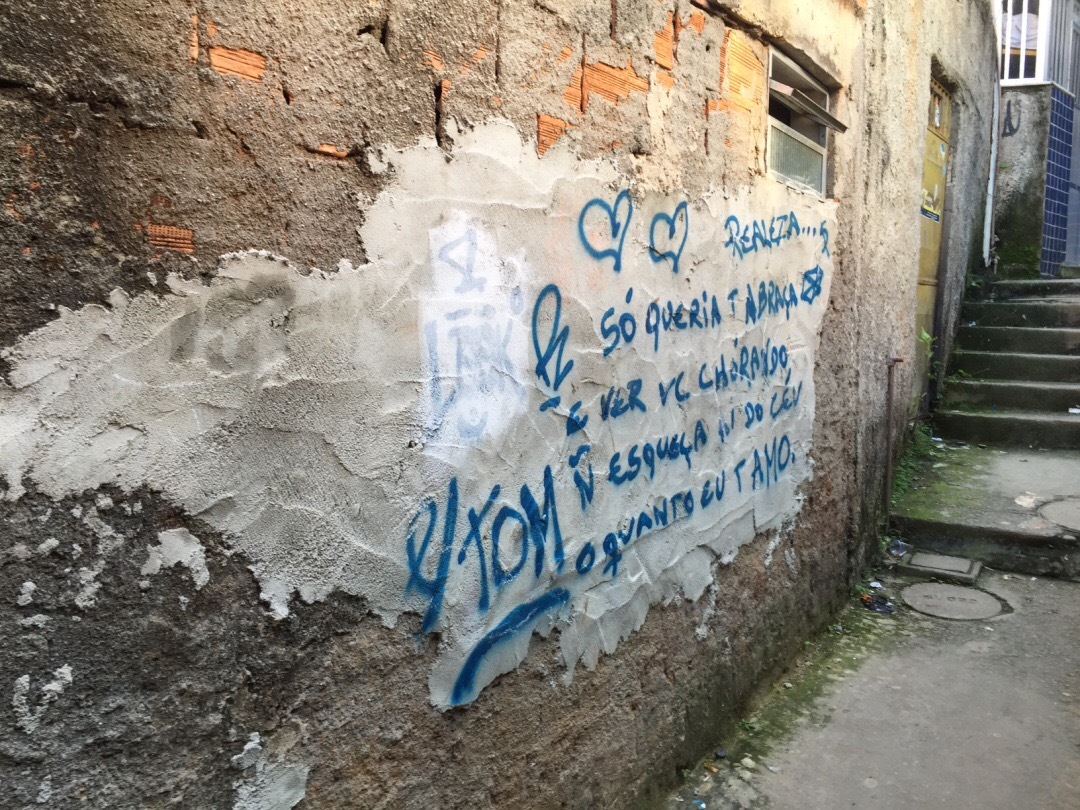 REALEZA....
SÓ QUERIA T ABRAÇA
E VER VC CHORANDO
Ñ ESQUEÇA AI DO CÉU
O QUANTO EU T AMO.
TOM